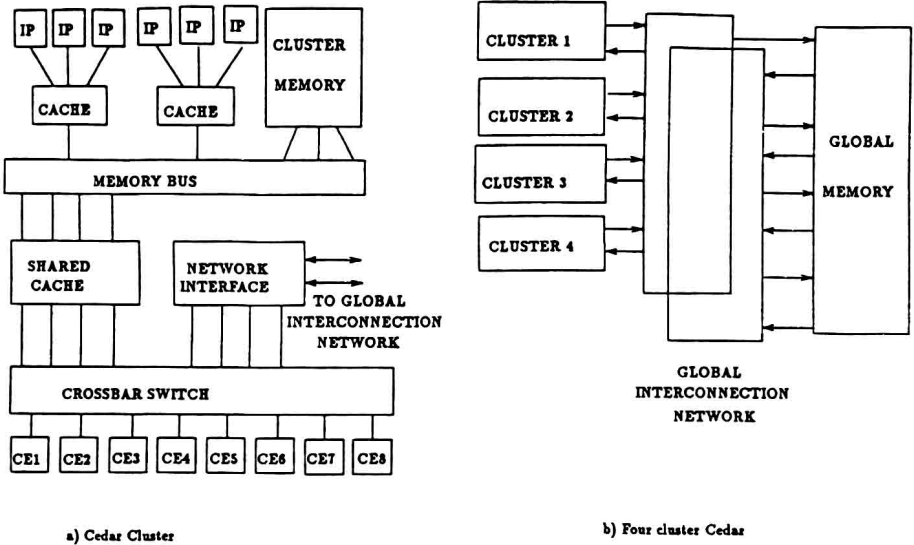 IP IP IP IP IP IP
CLUSTER
MEMORY
CACHE CACHE
MEMORY BUS
SHARED
CACHE
NETWORK
INTERFACE
TO GLOBAL
INTERCONNECTION
NETWORK
CROSSBAR SWITCH
CE1 CE2 CE3 CE4 CE5 CE6 CE7 CE8
a) Cedar Cluster
CLUSTER 1
CLUSTER 2
CLUSTER 3
CLUSTER 4
GLOBAL
MEMORY
GLOBAL
INTERCONNECTION
NETWORK
b) Four cluster Cedar